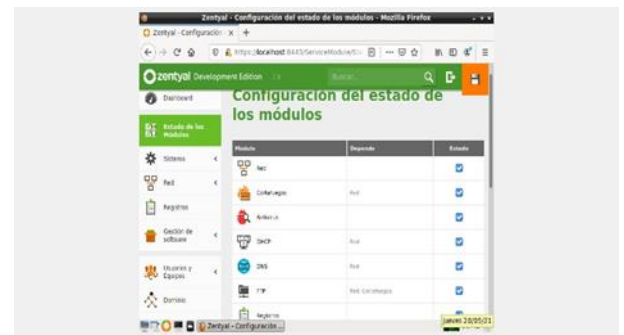 Zentyal - Configuración del estado de los módulos - Mozilla Firefox
Zentyal - Configuración
https://localhost:8443/ServiceModule/S
zentyal Development Edition
Buscar...
Dashboard
Estado de los
Módulos
Sistema
Red
Registros
Gestión de
software
Usuarios y
Equipos
Dominio
Configuración del estado de
los módulos
Módulo Depende Estado
Red
Cortafuegos Red
Antivirus
DHCP Red
DNS Red
FTP Red, Cortafuegos
Registros
Zentyal - Configuración ...
jueves 20/05/21